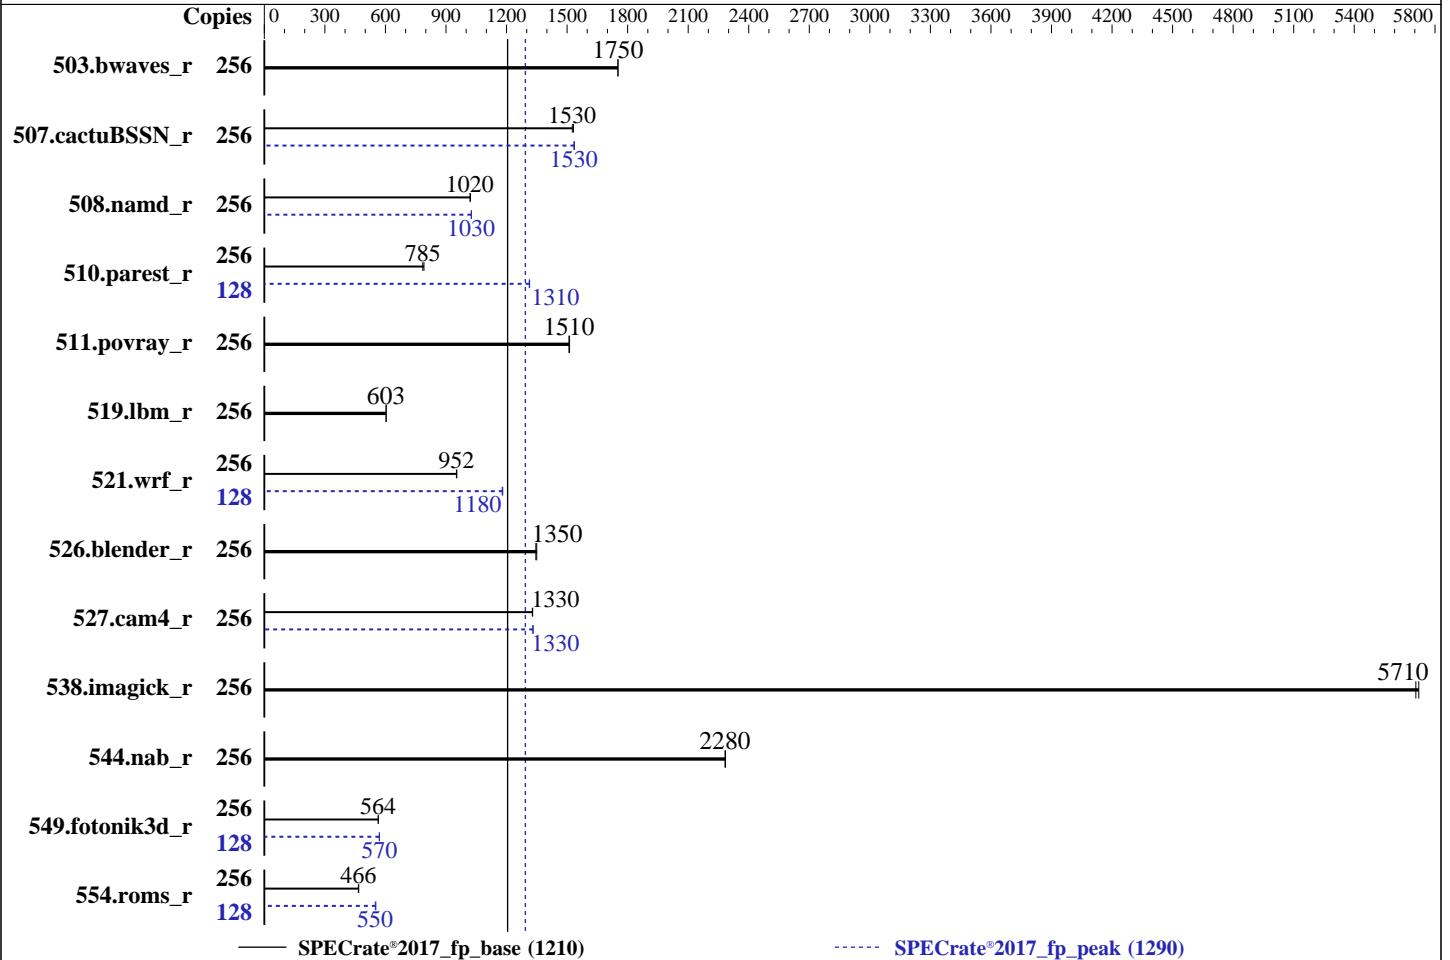 Copies 0 300 600 900 1200 1500 1800 2100 2400 2700 3000 3300 3600 3900 4200 4500 4800 5100 5400 5800
503.bwaves_r 256 1750
507.cactuBSSN_r 256 1530
1530
508.namd_r 256 1020
1030
510.parest_r 256 785
128 1310
511.povray_r 256 1510
519.lbm_r 256 603
521.wrf_r 256 952
128 1180
526.blender_r 256 1350
527.cam4_r 256 1330
1330
538.imagick_r 256 5710
544.nab_r 256 2280
549.fotonik3d_r 256 564
128 570
554.roms_r 256 466
128 550
SPECrate®2017_fp_base (1210) SPECrate®2017_fp_peak (1290)